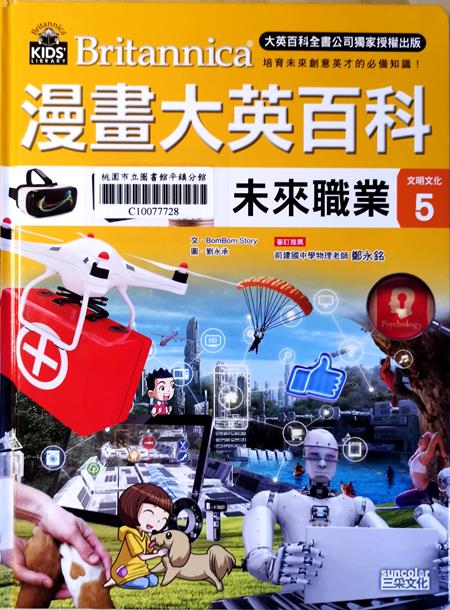 Britannica
KIDS'
LIBRARY
Britannica®
大英百科全書公司獨家授權出版
培育未來創意英才的必備知識！
漫畫大英百科
桃園市立圖書館平鎮分館
C10077728
未來職業
文明文化
5
文．BomBom Story
圖．劉永承
審訂推薦
前建國中學物理老師 鄭永銘
HD
Psychology
suncolor
三采文化